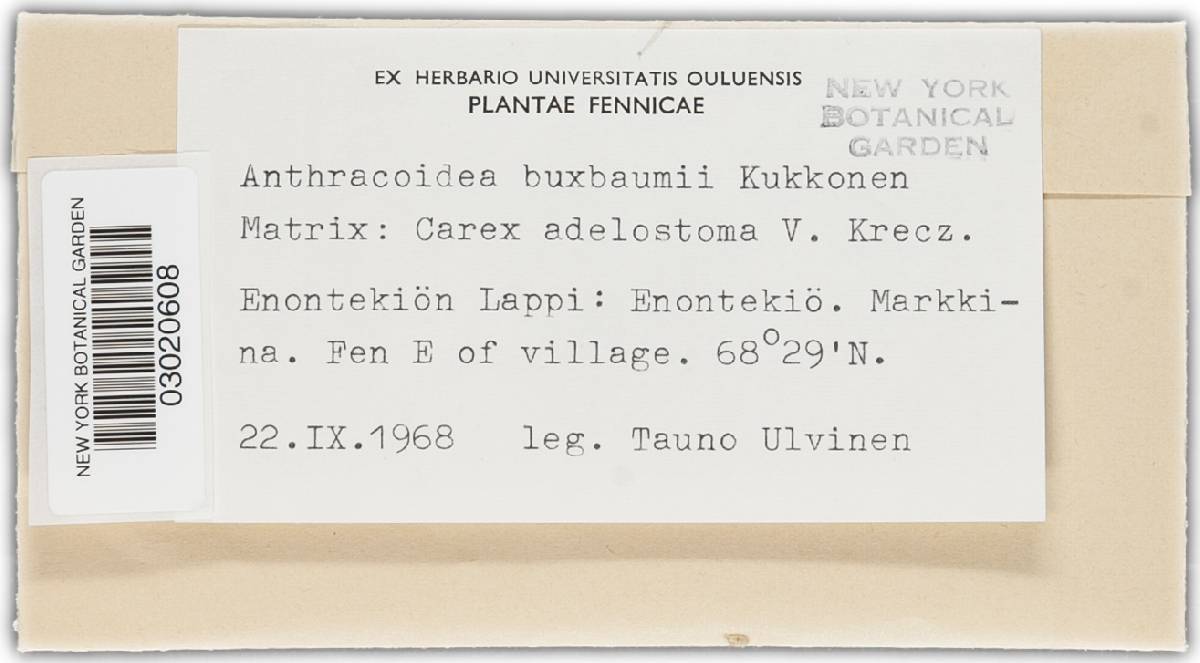 EX HERBARIO UNIVERSITATIS OULUENSIS
PLANTAE FENNICAE
NEW YORK
BOTANICAL
GARDEN
Anthracoidea buxbaumii Kukkonen
Matrix: Carex adelostoma V. Krecz.
Enontekiön Lappi: Enontekiö. Markki-
na. Fen E of village. 68°29'N.
22.IX.1968 leg. Tauno Ulvinen
NEW YORK BOTANICAL GARDEN
03020608